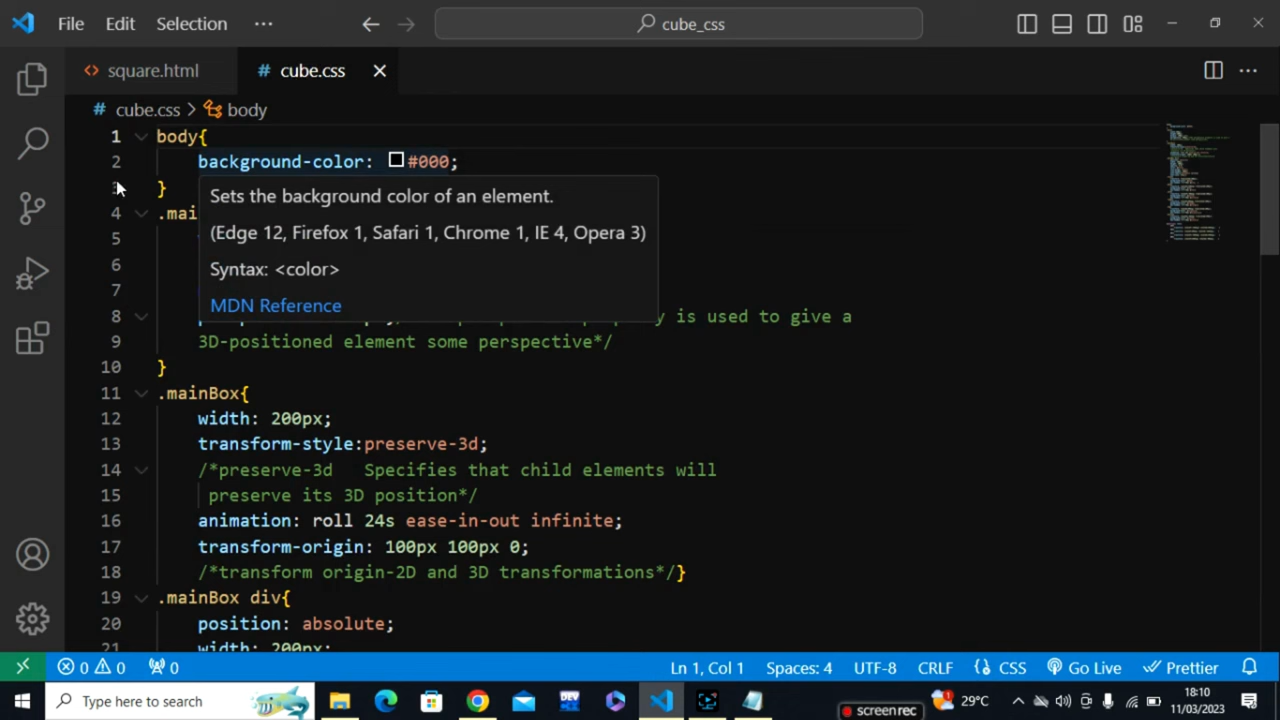 File Edit Selection ··· cube_css
square.html # cube.css
# cube.css > body
1 body{
2 background-color: #000;
}
Sets the background color of an element.
4 .mai
5 (Edge 12, Firefox 1, Safari 1, Chrome 1, IE 4, Opera 3)
6 Syntax: <color>
7 MDN Reference
8 y is used to give a
9 3D-positioned element some perspective*/
10 }
11 .mainBox{
12 width: 200px;
13 transform-style:preserve-3d;
14 /*preserve-3d Specifies that child elements will
15 preserve its 3D position*/
16 animation: roll 24s ease-in-out infinite;
17 transform-origin: 100px 100px 0;
18 /*transform origin-2D and 3D transformations*/}
19 .mainBox div{
20 position: absolute;
21 width: 200px;
0 0 0 Ln 1, Col 1 Spaces: 4 UTF-8 CRLF CSS Go Live Prettier
Type here to search DEV screenrec 29°C 18:10
11/03/2023